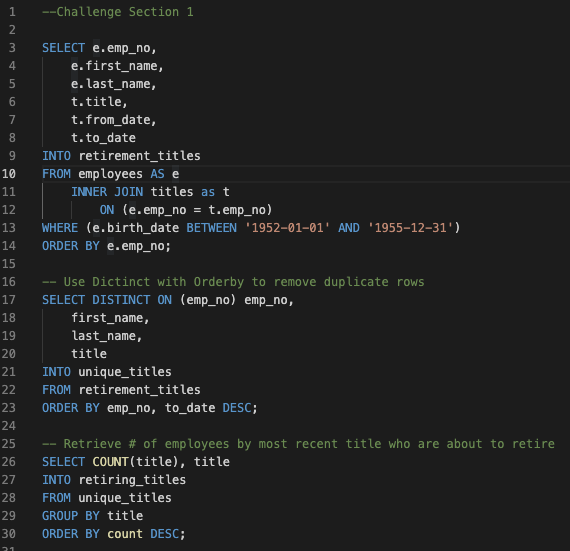 1 --Challenge Section 1
2
3 SELECT e.emp_no,
4     e.first_name,
5     e.last_name,
6     t.title,
7     t.from_date,
8     t.to_date
9 INTO retirement_titles
10 FROM employees AS e
11     INNER JOIN titles as t
12         ON (e.emp_no = t.emp_no)
13 WHERE (e.birth_date BETWEEN '1952-01-01' AND '1955-12-31')
14 ORDER BY e.emp_no;
15
16 -- Use Dictinct with Orderby to remove duplicate rows
17 SELECT DISTINCT ON (emp_no) emp_no,
18     first_name,
19     last_name,
20     title
21 INTO unique_titles
22 FROM retirement_titles
23 ORDER BY emp_no, to_date DESC;
24
25 -- Retrieve # of employees by most recent title who are about to retire
26 SELECT COUNT(title), title
27 INTO retiring_titles
28 FROM unique_titles
29 GROUP BY title
30 ORDER BY count DESC;
31